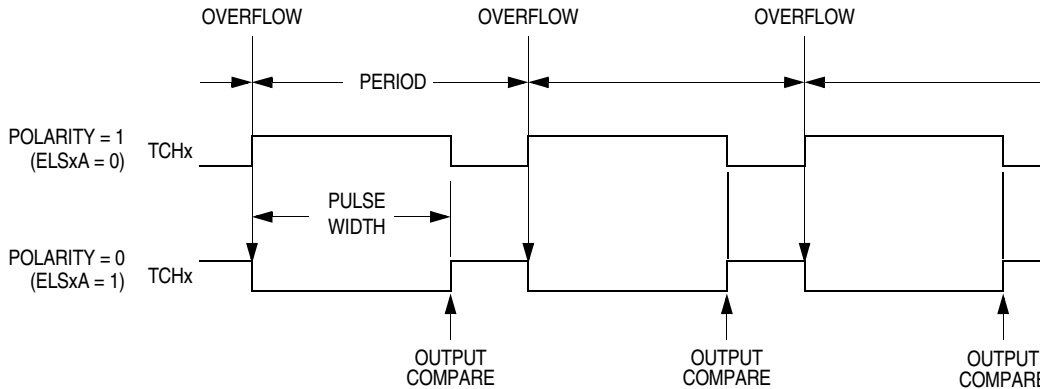 OVERFLOW OVERFLOW OVERFLOW
PERIOD
POLARITY = 1
(ELSxA = 0)
TCHx
PULSE
WIDTH
POLARITY = 0
(ELSxA = 1)
TCHx
OUTPUT
COMPARE
OUTPUT
COMPARE
OUTPUT
COMPARE